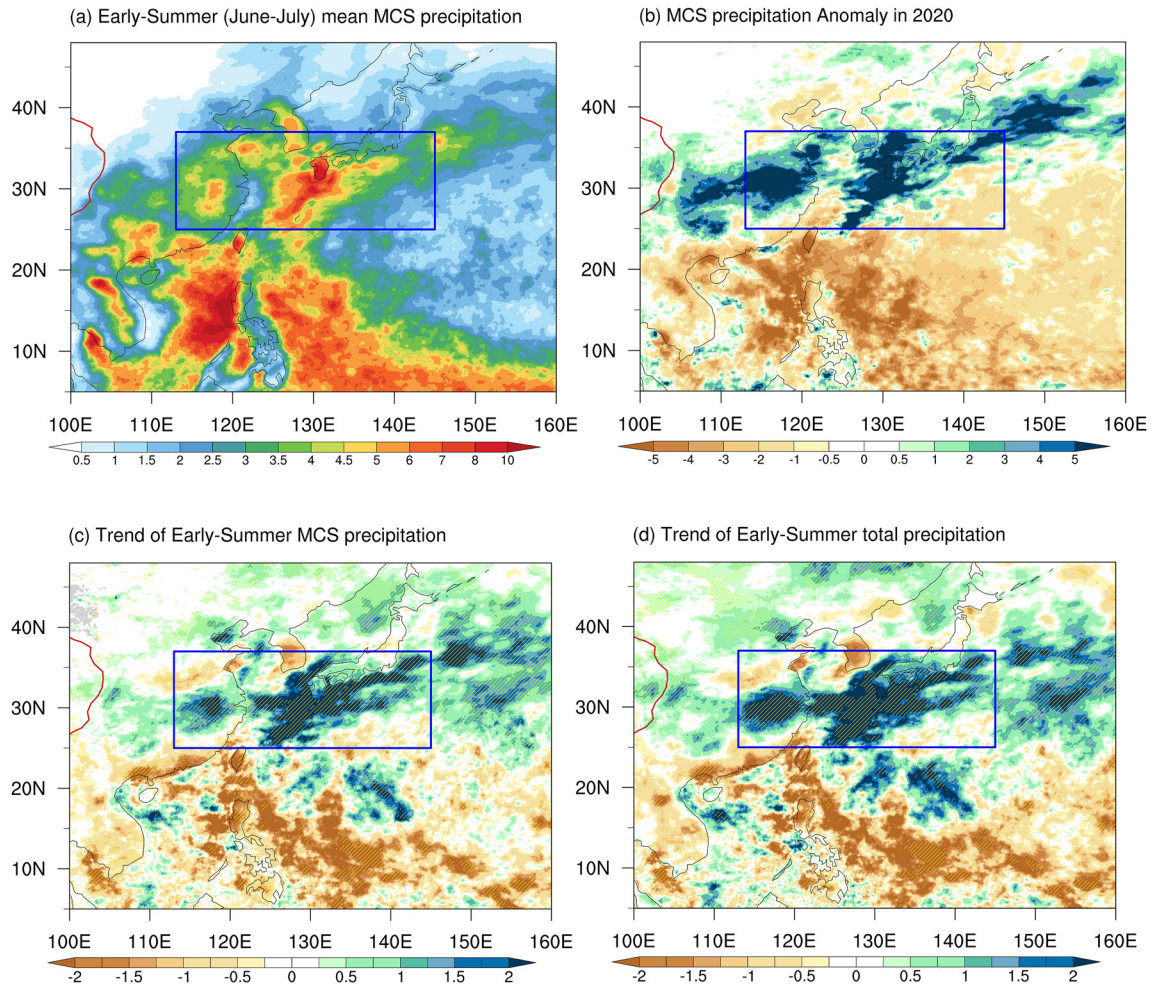 (a) Early-Summer (June-July) mean MCS precipitation
(b) MCS precipitation Anomaly in 2020
40N
30N
20N
10N
100E 110E 120E 130E 140E 150E 160E
0.5 1 1.5 2 2.5 3 3.5 4 4.5 5 6 7 8 10
40N
30N
20N
10N
100E 110E 120E 130E 140E 150E 160E
-5 -4 -3 -2 -1 -0.5 0 0.5 1 2 3 4 5
(c) Trend of Early-Summer MCS precipitation
(d) Trend of Early-Summer total precipitation
40N
30N
20N
10N
100E 110E 120E 130E 140E 150E 160E
-2 -1.5 -1 -0.5 0 0.5 1 1.5 2
40N
30N
20N
10N
100E 110E 120E 130E 140E 150E 160E
-2 -1.5 -1 -0.5 0 0.5 1 1.5 2